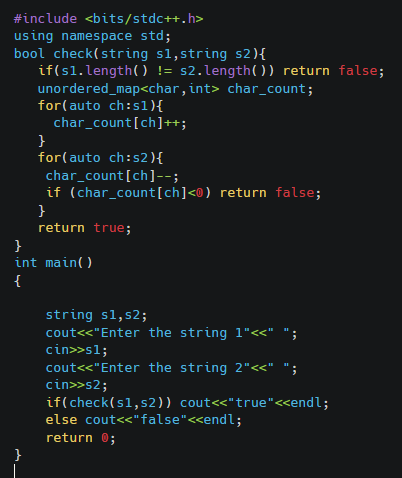 #include <bits/stdc++.h>
using namespace std;
bool check(string s1,string s2){
   if(s1.length() != s2.length()) return false;
   unordered_map<char,int> char_count;
   for(auto ch:s1){
     char_count[ch]++;
   }
   for(auto ch:s2){
    char_count[ch]--;
    if (char_count[ch]<0) return false;
   }
   return true;
}
int main()
{
    string s1,s2;
    cout<<"Enter the string 1"<<" ";
    cin>>s1;
    cout<<"Enter the string 2"<<" ";
    cin>>s2;
    if(check(s1,s2)) cout<<"true"<<endl;
    else cout<<"false"<<endl;
    return 0;
}